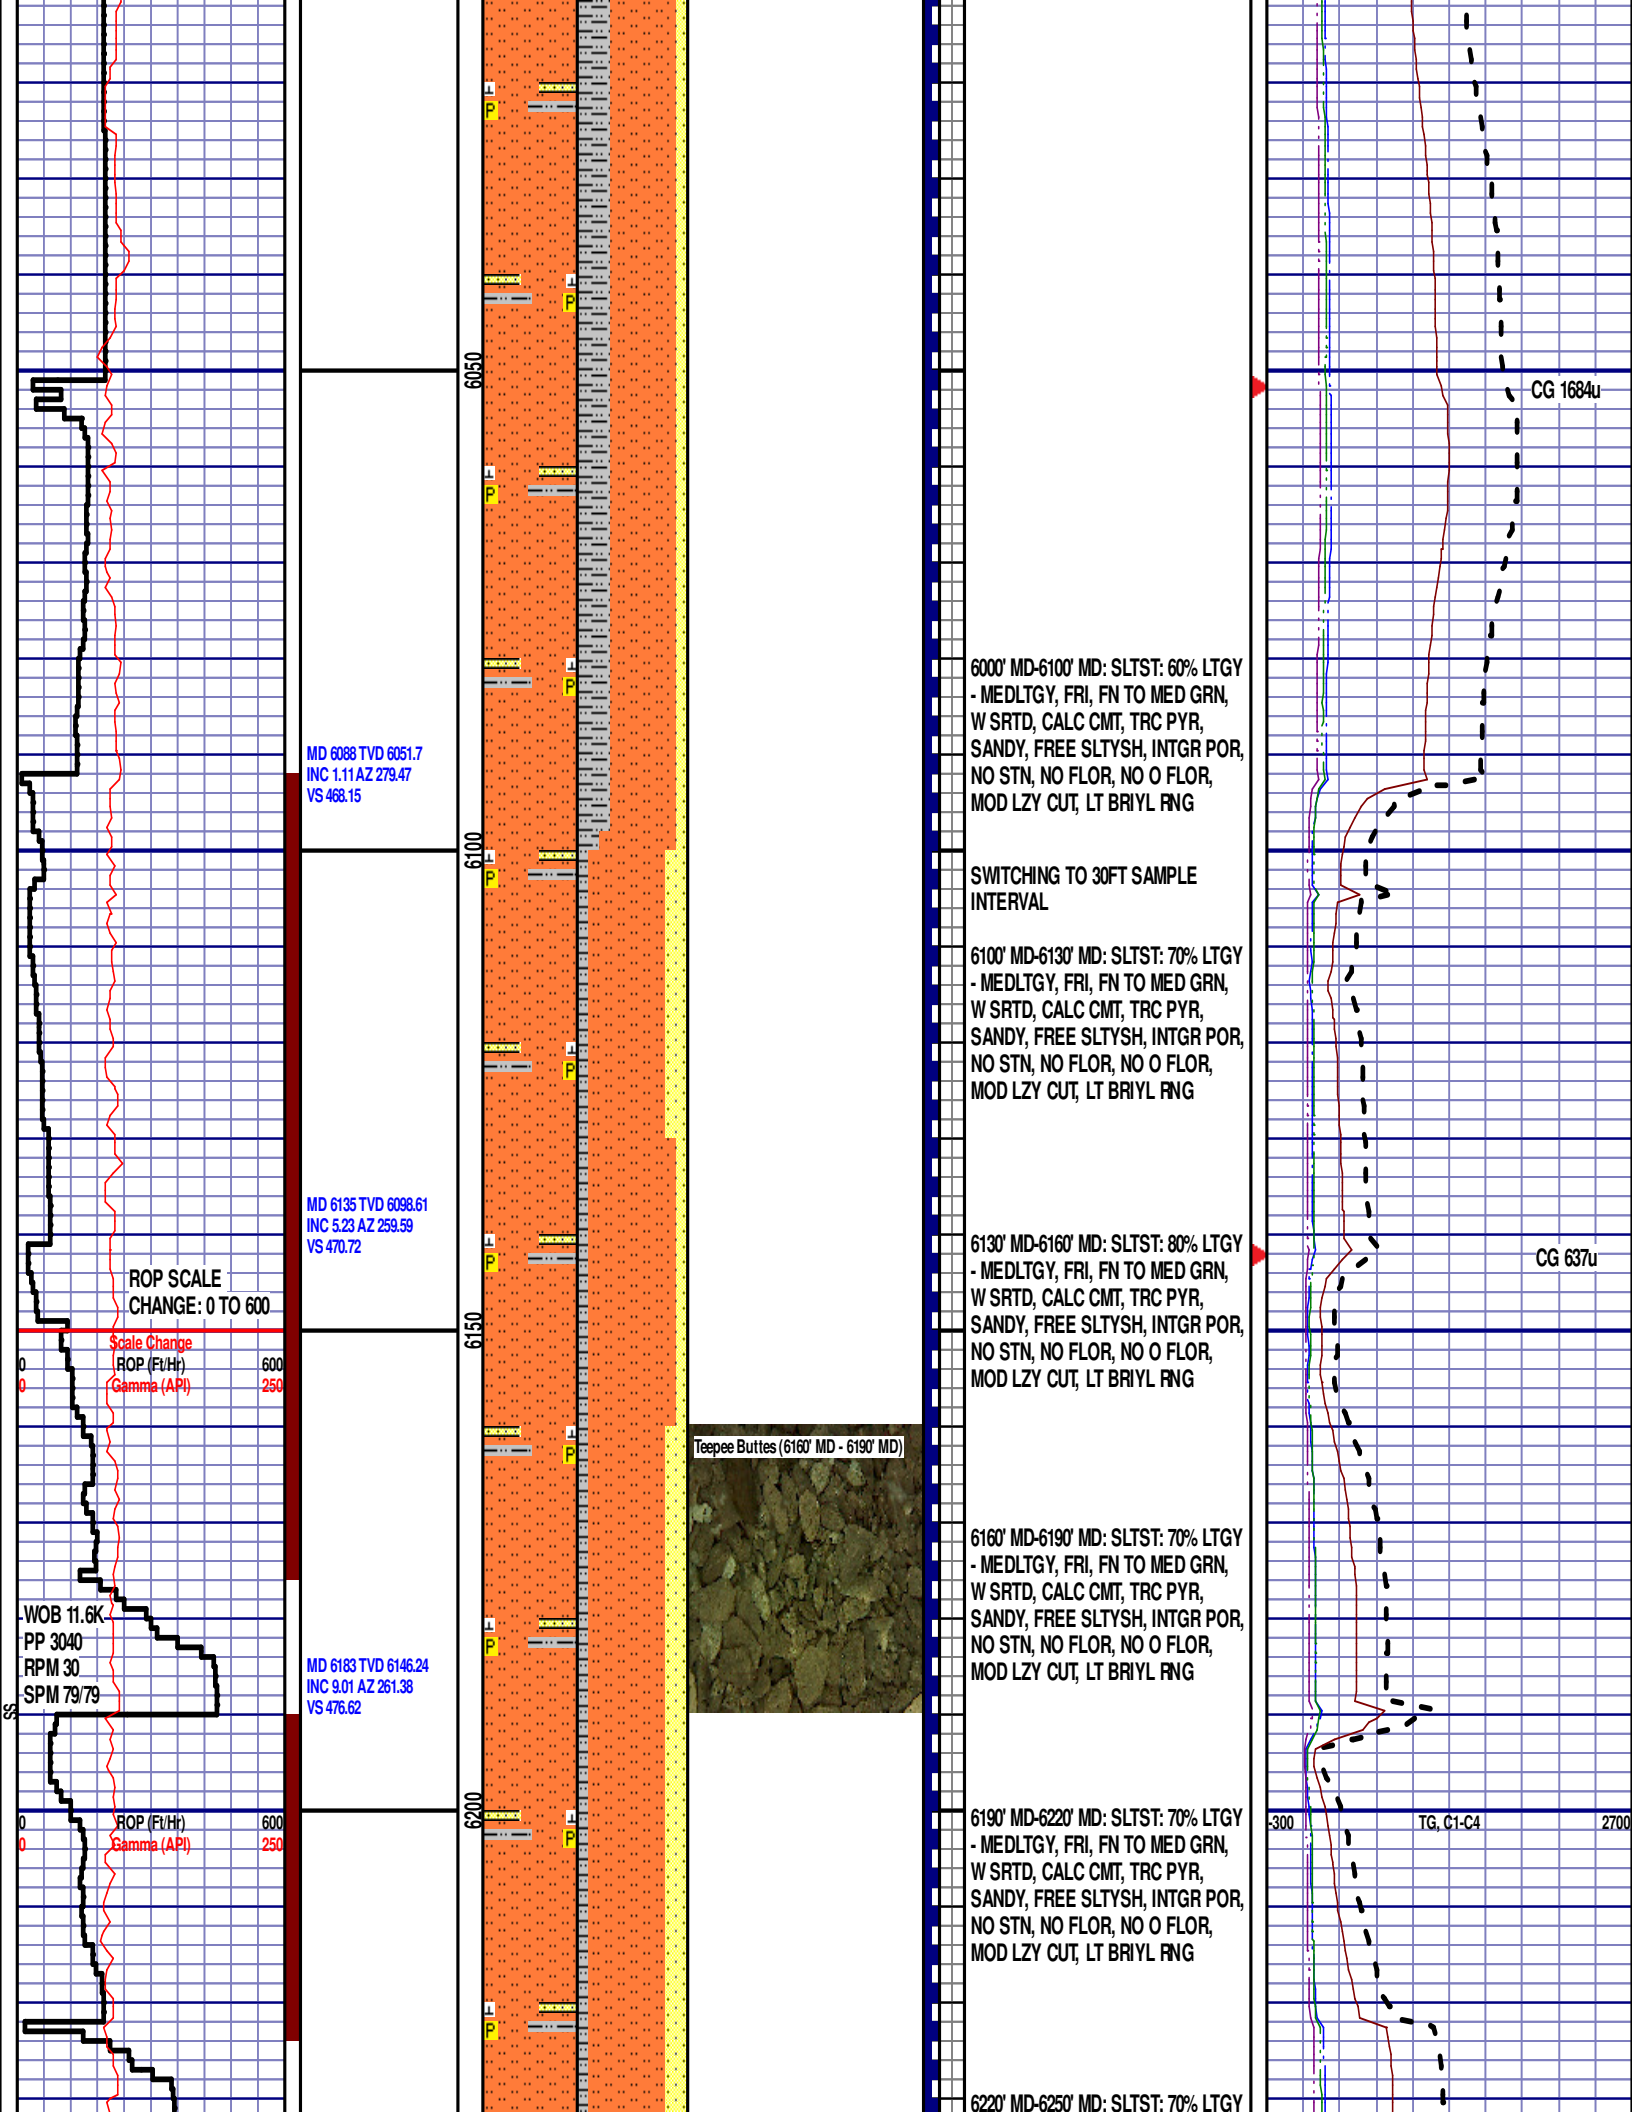 6050
CG 1684u
6000' MD-6100' MD: SLTST: 60% LTGY
- MEDLTGY, FRI, FN TO MED GRN,
W SRTD, CALC CMT, TRC PYR,
SANDY, FREE SLTYSH, INTGR POR,
NO STN, NO FLOR, NO O FLOR,
MOD LZY CUT, LT BRIYL RNG
MD 6088 TVD 6051.7
INC 1.11 AZ 279.47
VS 468.15
6100
SWITCHING TO 30FT SAMPLE
INTERVAL
6100' MD-6130' MD: SLTST: 70% LTGY
- MEDLTGY, FRI, FN TO MED GRN,
W SRTD, CALC CMT, TRC PYR,
SANDY, FREE SLTYSH, INTGR POR,
NO STN, NO FLOR, NO O FLOR,
MOD LZY CUT, LT BRIYL RNG
MD 6135 TVD 6098.61
INC 5.23 AZ 259.59
VS 470.72
6130' MD-6160' MD: SLTST: 80% LTGY
- MEDLTGY, FRI, FN TO MED GRN,
W SRTD, CALC CMT, TRC PYR,
SANDY, FREE SLTYSH, INTGR POR,
NO STN, NO FLOR, NO O FLOR,
MOD LZY CUT, LT BRIYL RNG
CG 637u
ROP SCALE
CHANGE: 0 TO 600
6150
Scale Change
0 ROP (Ft/Hr) 600
0 Gamma (API) 250
Teepee Buttes (6160' MD - 6190' MD)
6160' MD-6190' MD: SLTST: 70% LTGY
- MEDLTGY, FRI, FN TO MED GRN,
W SRTD, CALC CMT, TRC PYR,
SANDY, FREE SLTYSH, INTGR POR,
NO STN, NO FLOR, NO O FLOR,
MOD LZY CUT, LT BRIYL RNG
WOB 11.6K
PP 3040
RPM 30
SPM 79/79
SS
MD 6183 TVD 6146.24
INC 9.01 AZ 261.38
VS 476.62
6200
0 ROP (Ft/Hr) 600
0 Gamma (API) 250
6190' MD-6220' MD: SLTST: 70% LTGY
- MEDLTGY, FRI, FN TO MED GRN,
W SRTD, CALC CMT, TRC PYR,
SANDY, FREE SLTYSH, INTGR POR,
NO STN, NO FLOR, NO O FLOR,
MOD LZY CUT, LT BRIYL RNG
-300 TG, C1-C4 2700
6220' MD-6250' MD: SLTST: 70% LTGY
P
P
P
P
P
P
P
P
P
P
P